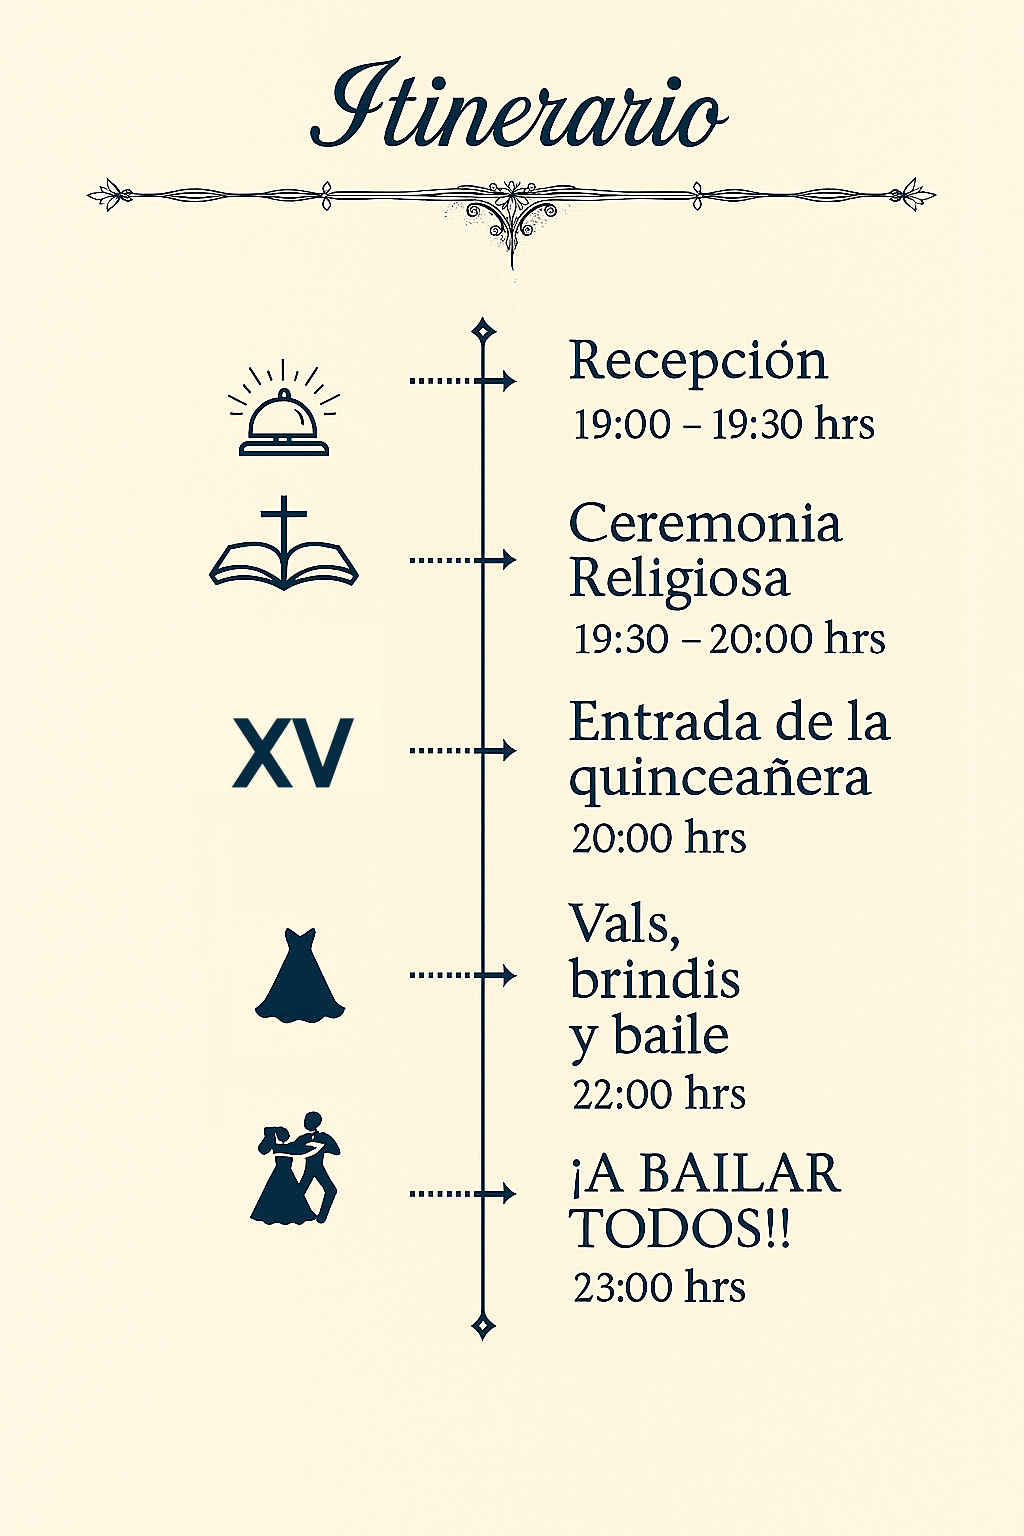 Itinerario
Recepción
19:00 – 19:30 hrs
Ceremonia
Religiosa
19:30 – 20:00 hrs
XV
Entrada de la
quinceañera
20:00 hrs
Vals,
brindis
y baile
22:00 hrs
¡A BAILAR
TODOS!!
23:00 hrs